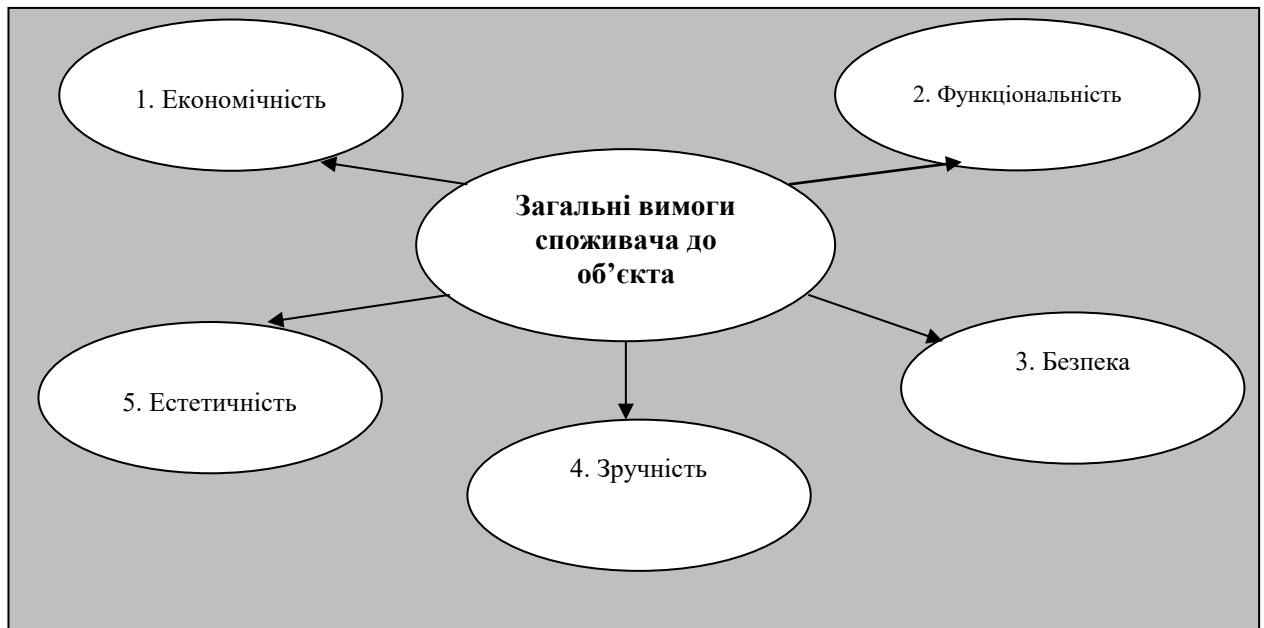 1. Економічність
2. Функціональність
Загальні вимоги
споживача до
об’єкта
3. Безпека
5. Естетичність
4. Зручність